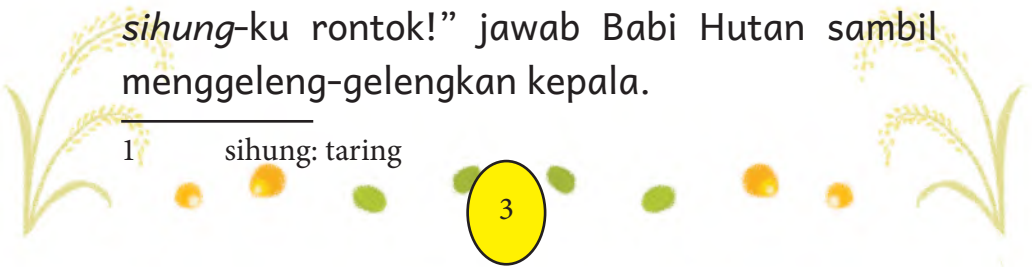 sihung-ku rontok!” jawab Babi Hutan sambil
menggeleng-gelengkan kepala.
1 sihung: taring
3